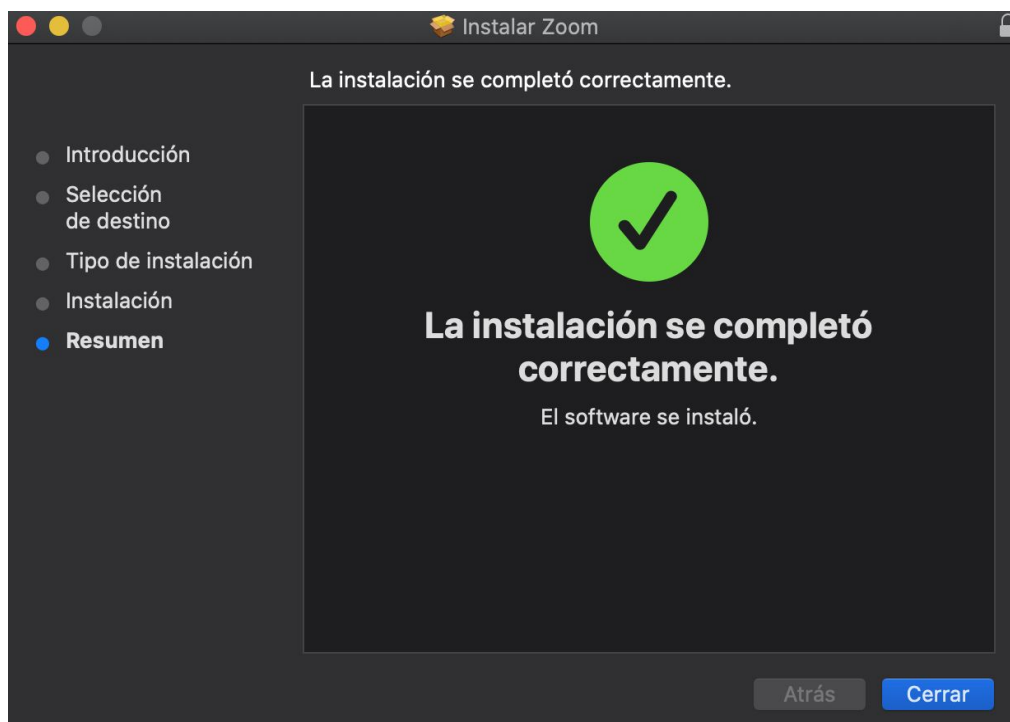 Instalar Zoom
La instalación se completó correctamente.
Introducción
Selección
de destino
Tipo de instalación
Instalación
Resumen
La instalación se completó
correctamente.
El software se instaló.
Atrás
Cerrar